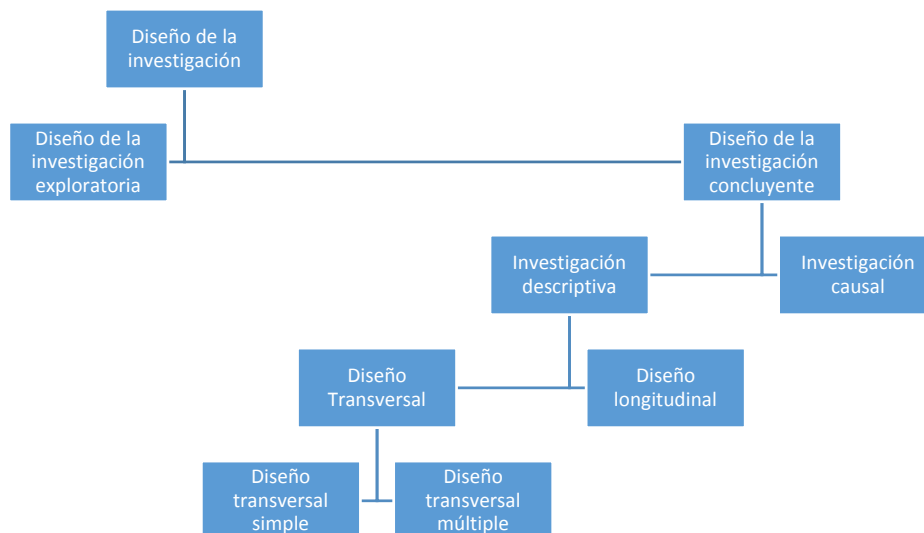 Diseño de la
investigación
Diseño de la
investigación
exploratoria
Diseño de la
investigación
concluyente
Investigación
descriptiva
Investigación
causal
Diseño
Transversal
Diseño
longitudinal
Diseño
transversal
simple
Diseño
transversal
múltiple